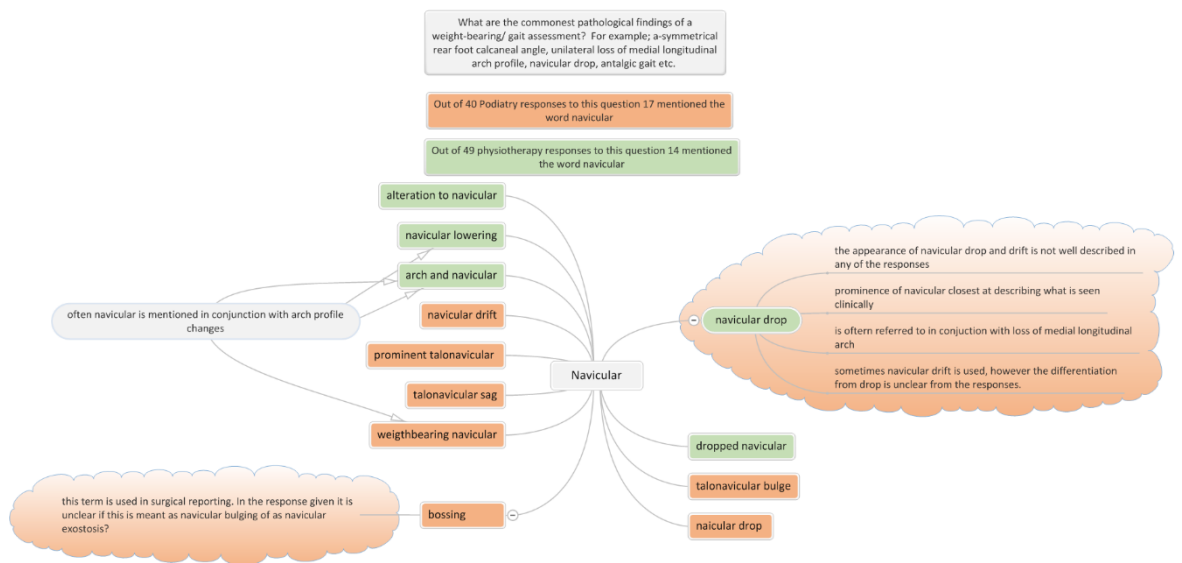 What are the commonest pathological findings of a
weight-bearing/ gait assessment?  For example; a-symmetrical
rear foot calcaneal angle, unilateral loss of medial longitudinal
arch profile, navicular drop, antalgic gait etc.
Out of 40 Podiatry responses to this question 17 mentioned the
word navicular
Out of 49 physiotherapy responses to this question 14 mentioned
the word navicular
alteration to navicular
navicular lowering
arch and navicular
often navicular is mentioned in conjunction with arch profile
changes
navicular drift
prominent talonavicular
talonavicular sag
weigthbearing navicular
this term is used in surgical reporting. In the response given it is
unclear if this is meant as navicular bulging of as navicular
exostosis?
bossing
Navicular
navicular drop
the appearance of navicular drop and drift is not well described in
any of the responses
prominence of navicular closest at describing what is seen
clinically
is oftern referred to in conjuction with loss of medial longitudinal
arch
sometimes navicular drift is used, however the differentiation
from drop is unclear from the responses.
dropped navicular
talonavicular bulge
naicular drop